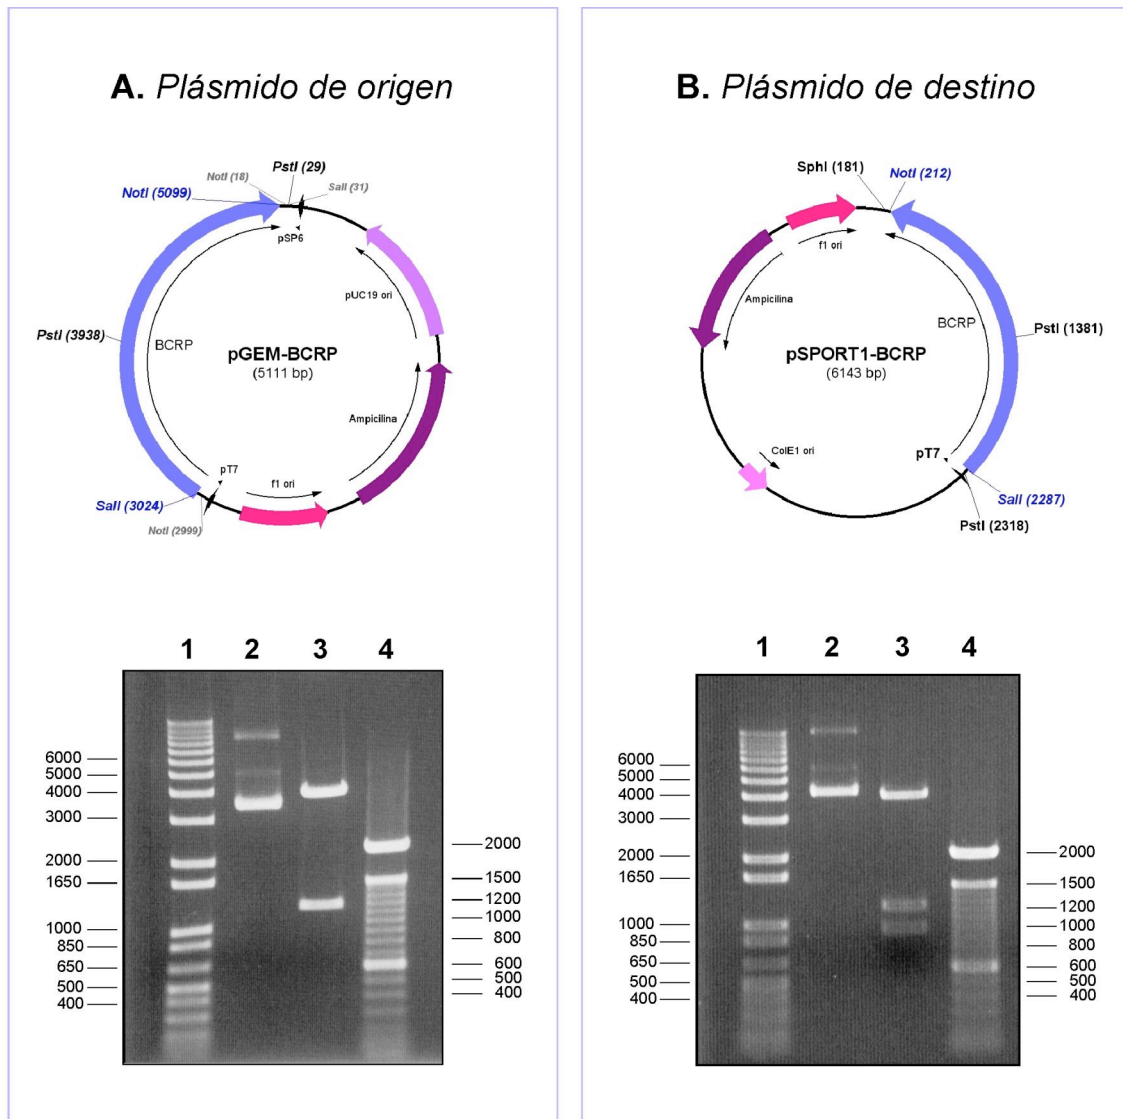 A. Plásmido de origen
NotI (18)
PstI (29)
SalI (31)
NotI (5099)
pSP6
pUC19 ori
PstI (3938)
BCRP
pGEM-BCRP
(5111 bp)
Ampicilina
pT7
f1 ori
SalI (3024)
NotI (2999)
1 2 3 4
6000
5000
4000
3000
2000
1650
1000
850
650
500
400
2000
1500
1200
1000
800
600
500
400
B. Plásmido de destino
SphI (181)
NotI (212)
f1 ori
Ampicilina
BCRP
PstI (1381)
pSPORT1-BCRP
(6143 bp)
ColE1 ori
pT7
SalI (2287)
PstI (2318)
1 2 3 4
6000
5000
4000
3000
2000
1650
1000
850
650
500
400
2000
1500
1200
1000
800
600
500
400